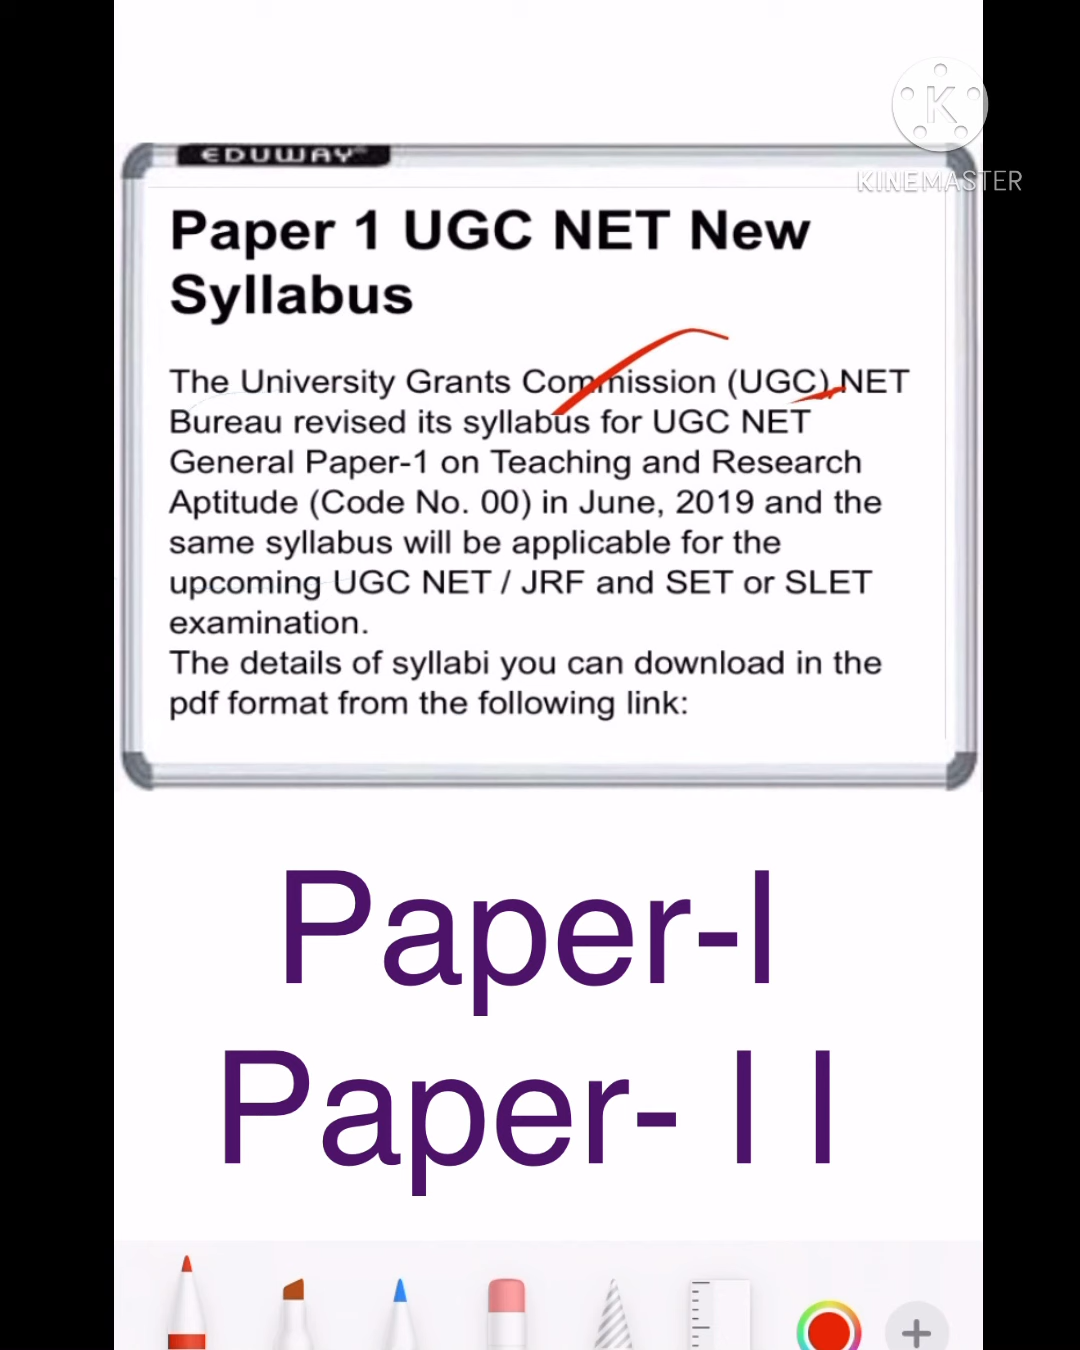 K
KINEMASTER
EDUWAY
Paper 1 UGC NET New
Syllabus
The University Grants Commission (UGC) NET
Bureau revised its syllabus for UGC NET
General Paper-1 on Teaching and Research
Aptitude (Code No. 00) in June, 2019 and the
same syllabus will be applicable for the
upcoming UGC NET / JRF and SET or SLET
examination.
The details of syllabi you can download in the
pdf format from the following link:
Paper-I
Paper- I I